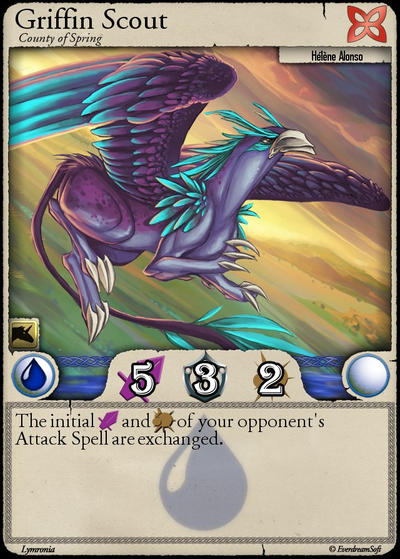 Griffin Scout
County of Spring
Hélène Alonso
5 3 2
The initial and of your opponent's
Attack Spell are exchanged.
Lymronia © EverdreamSoft